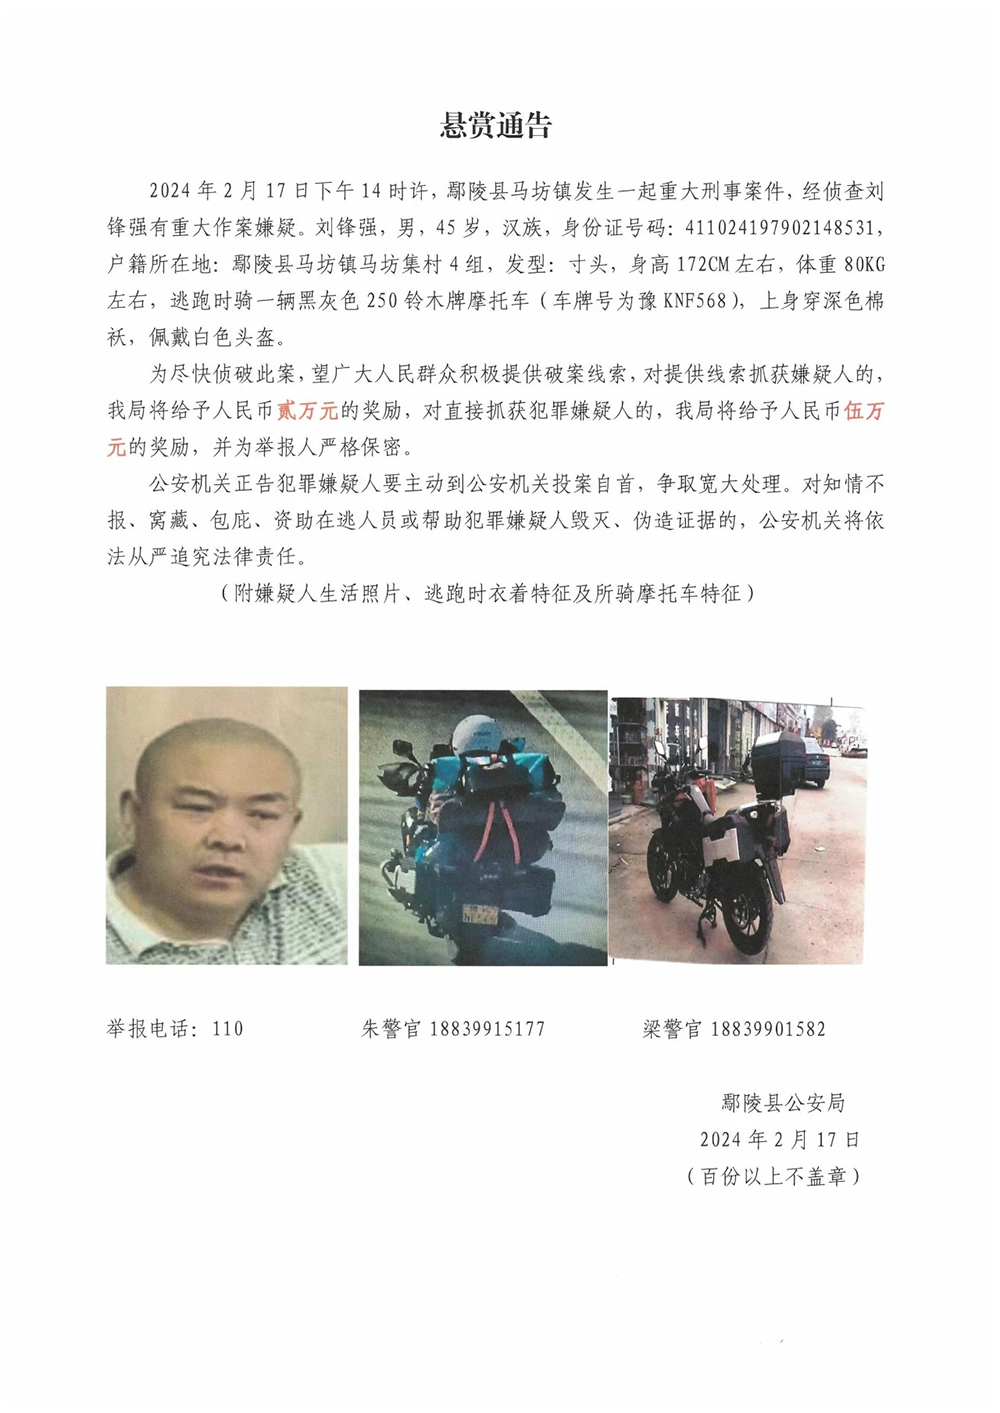 悬赏通告
2024 年 2 月 17 日下午 14 时许，鄢陵县马坊镇发生一起重大刑事案件，经侦查刘
锋强有重大作案嫌疑。刘锋强，男，45 岁，汉族，身份证号码：411024197902148531，
户籍所在地：鄢陵县马坊镇马坊集村 4 组，发型：寸头，身高 172CM 左右，体重 80KG
左右，逃跑时骑一辆黑灰色 250 铃木牌摩托车（车牌号为豫 KNF568），上身穿深色棉
袄，佩戴白色头盔。
为尽快侦破此案，望广大人民群众积极提供破案线索，对提供线索抓获嫌疑人的，
我局将给予人民币贰万元的奖励，对直接抓获犯罪嫌疑人的，我局将给予人民币伍万
元的奖励，并为举报人严格保密。
公安机关正告犯罪嫌疑人要主动到公安机关投案自首，争取宽大处理。对知情不
报、窝藏、包庇、资助在逃人员或帮助犯罪嫌疑人毁灭、伪造证据的，公安机关将依
法从严追究法律责任。
（附嫌疑人生活照片、逃跑时衣着特征及所骑摩托车特征）
举报电话：110 朱警官 18839915177 梁警官 18839901582
鄢陵县公安局
2024 年 2 月 17 日
（百份以上不盖章）